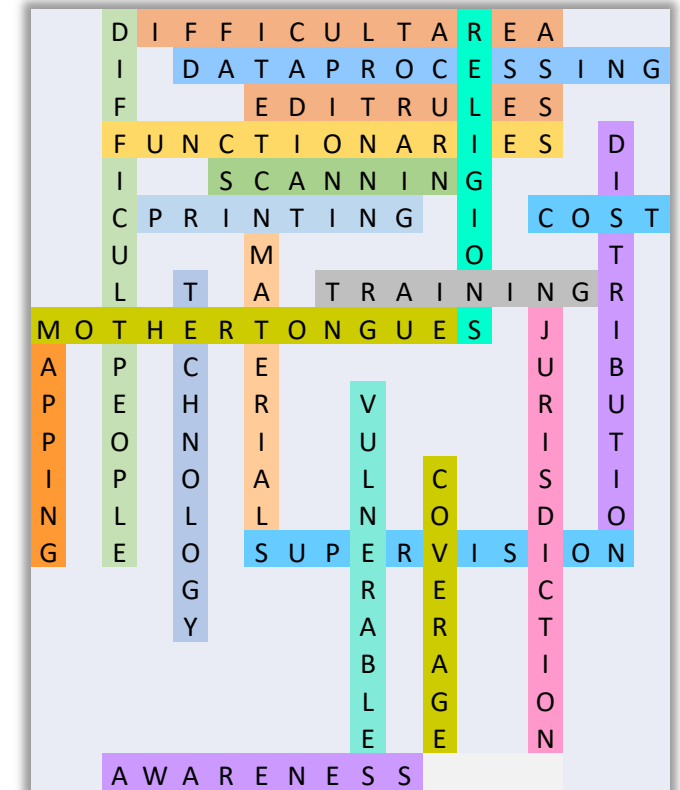 DIFFICULTAREA
DATAPROCESSING
EDITRULES
FUNCTIONARIES
SCANNING
PRINTING
COST
TRAINING
MOTHERTONGUES
SUPERVISION
AWARENESS
DIFFICULTPEOPLE
RELIGIONS
DISTRIBUTION
MATERIAL
TECHNOLOGY
JURISDICTION
MAPPING
VULNERABLE
COVERAGE